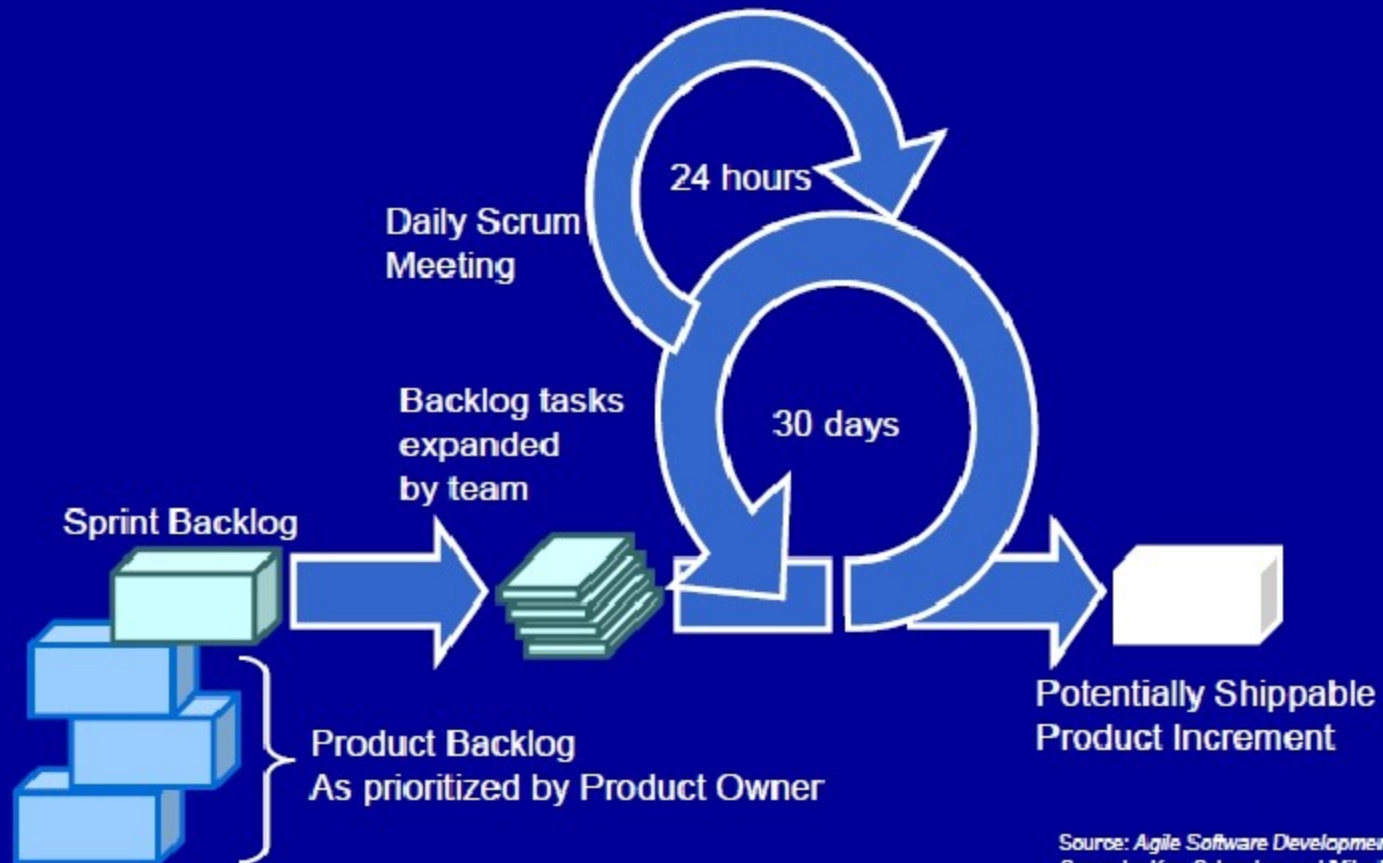 24 hours
Daily Scrum
Meeting
Backlog tasks
expanded
by team
30 days
Sprint Backlog
Potentially Shippable
Product Increment
Product Backlog
As prioritized by Product Owner
Source: Agile Software Development